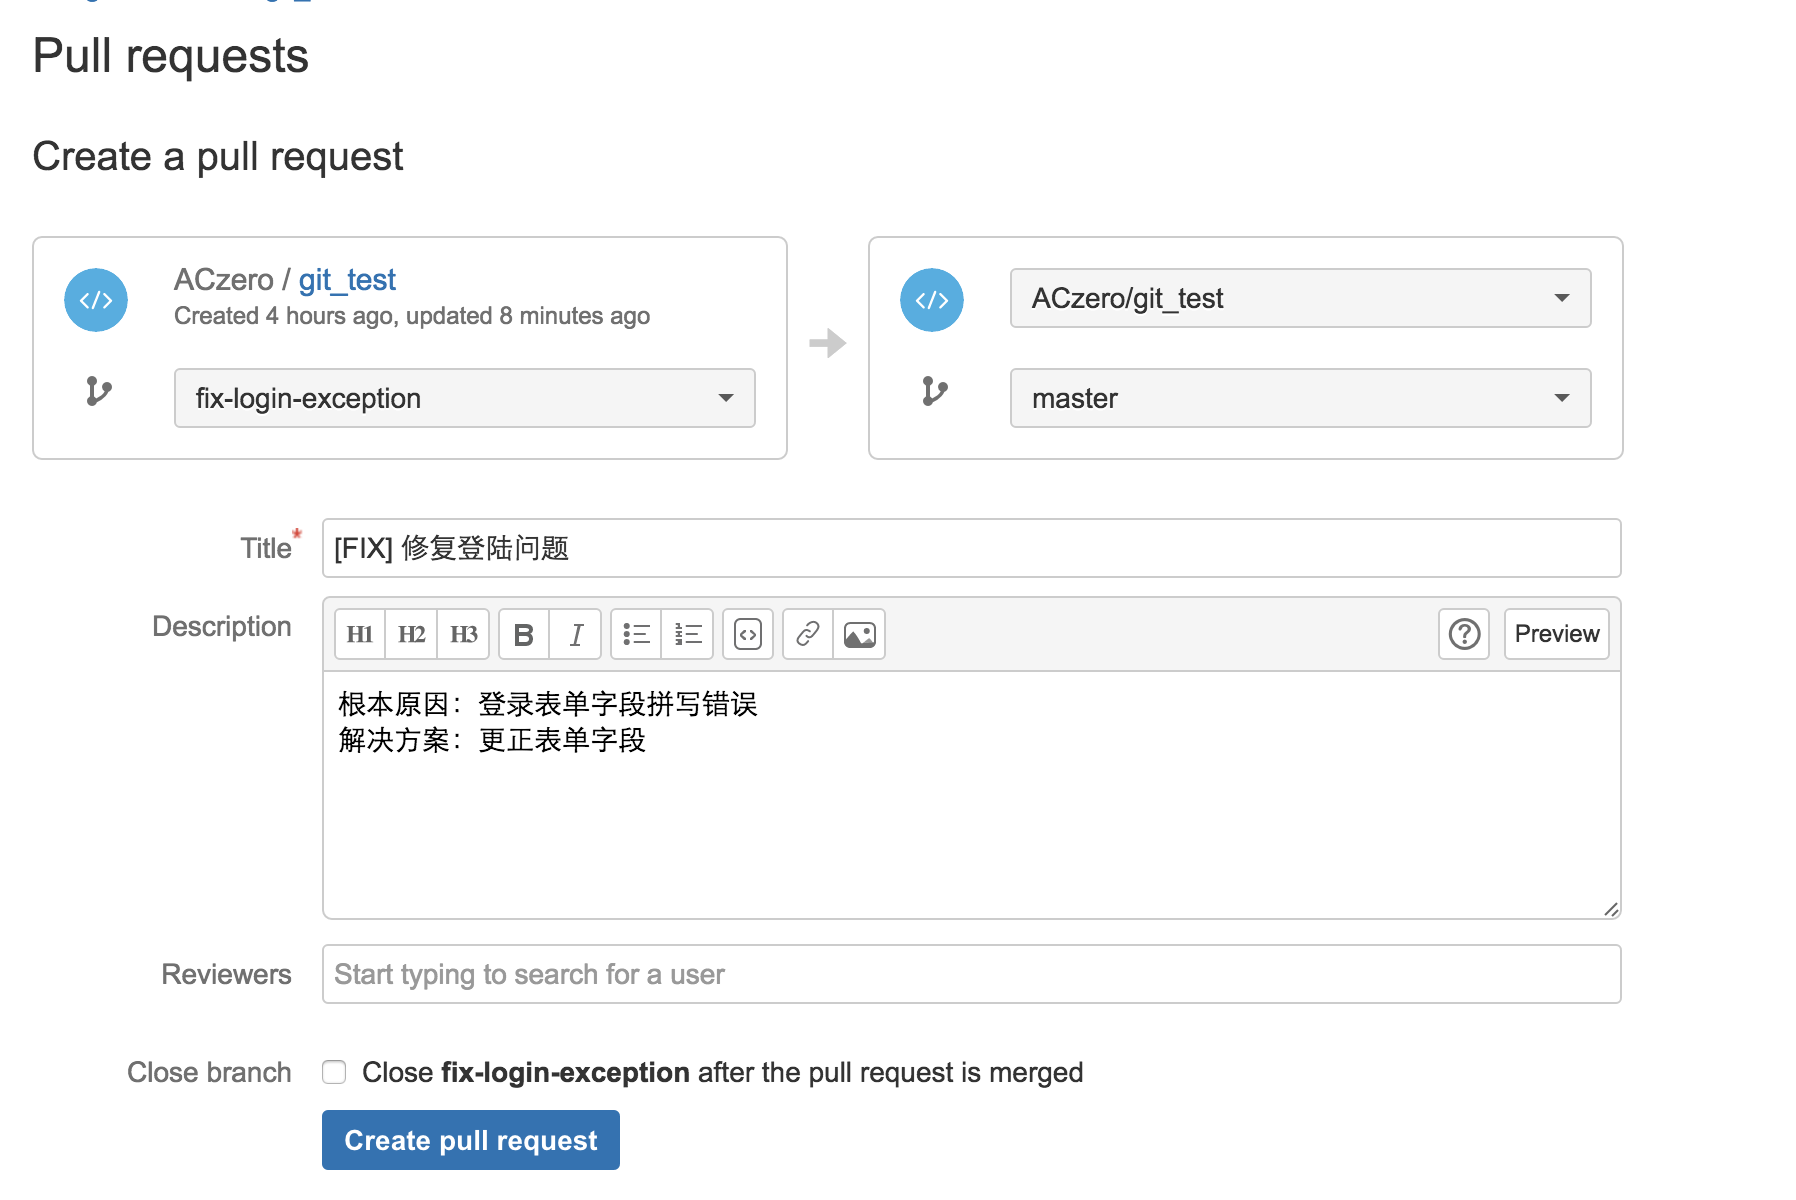 Pull requests
Create a pull request
ACzero / git_test
Created 4 hours ago, updated 8 minutes ago
fix-login-exception
ACzero/git_test
master
Title*
[FIX] 修复登陆问题
Description
H1 H2 H3 B I
Preview
根本原因：登录表单字段拼写错误
解决方案：更正表单字段
Reviewers
Start typing to search for a user
Close branch
Close fix-login-exception after the pull request is merged
Create pull request